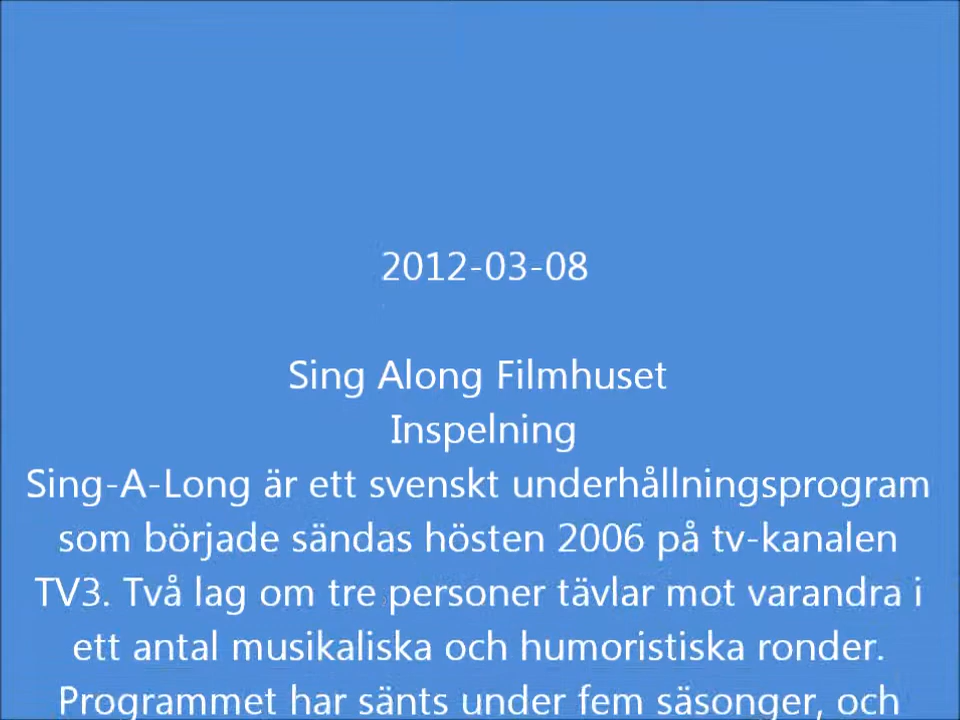 2012-03-08
Sing Along Filmhuset
Inspelning
Sing-A-Long är ett svenskt underhållningsprogram
som började sändas hösten 2006 på tv-kanalen
TV3. Två lag om tre personer tävlar mot varandra i
ett antal musikaliska och humoristiska ronder.
Programmet har sänts under fem säsonger, och